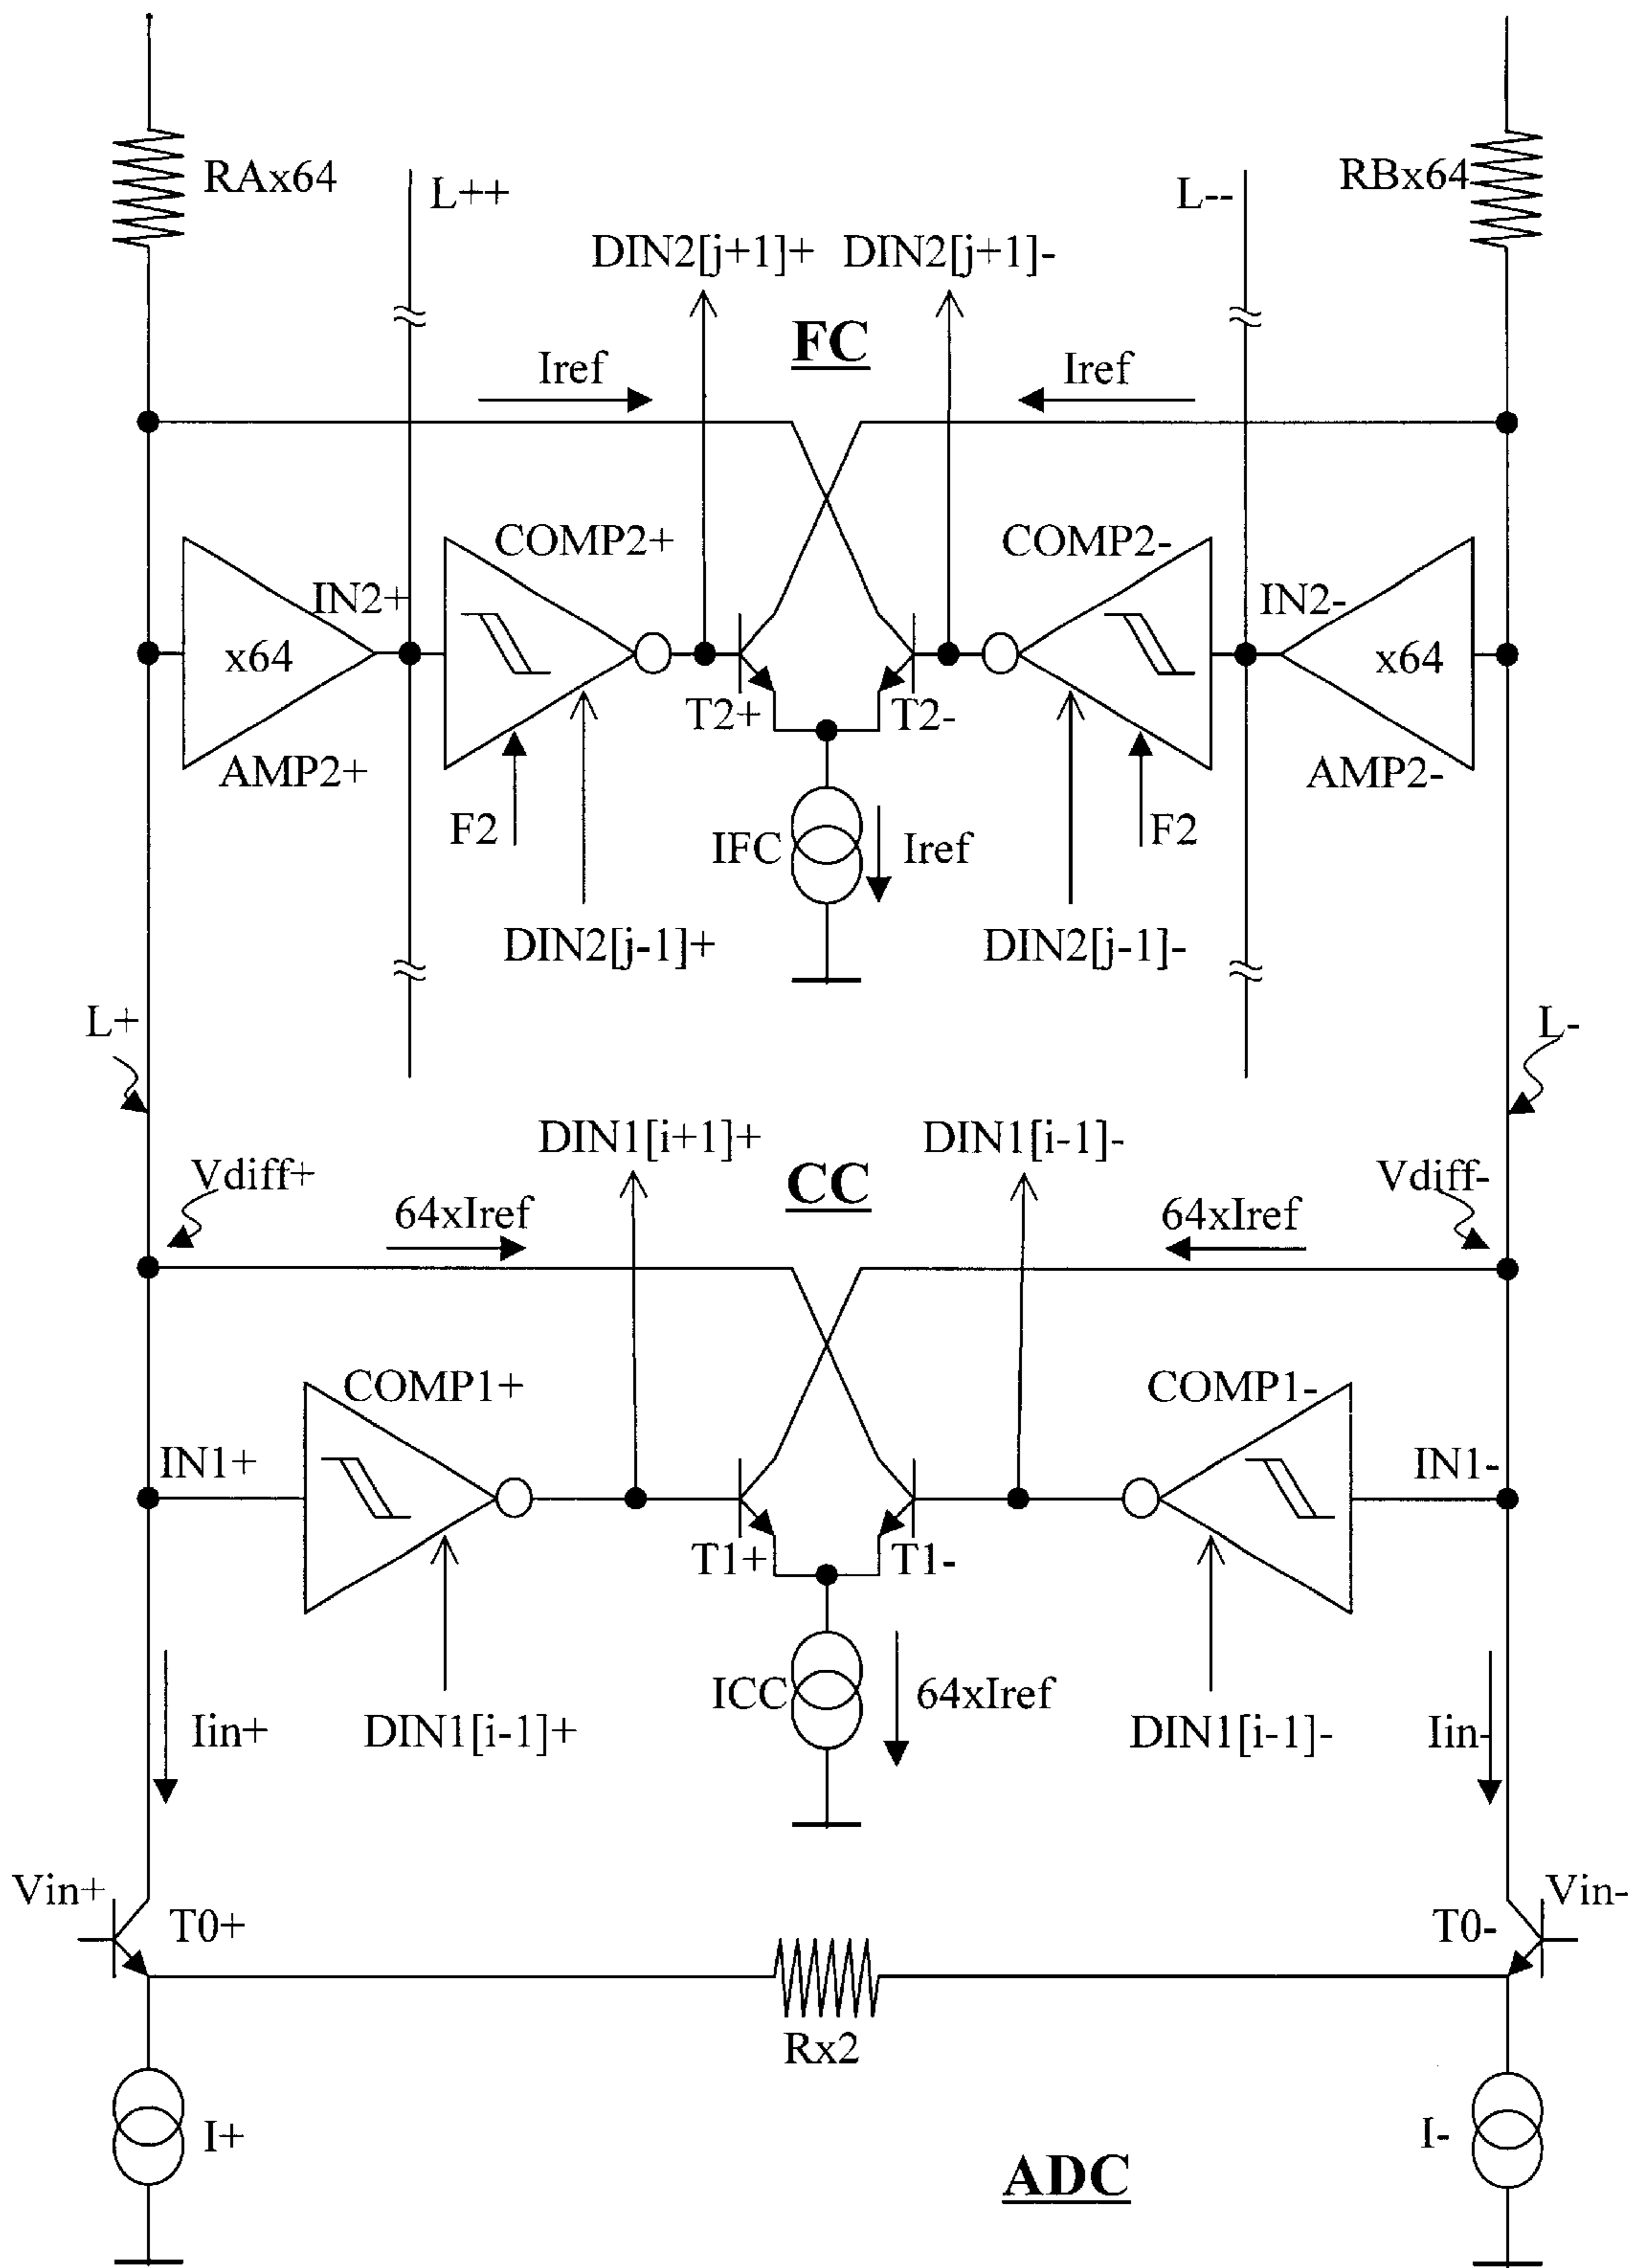 RAx64
RBx64
L++
L--
DIN2[j+1]+
DIN2[j+1]-
FC
Iref
Iref
COMP2+
COMP2-
IN2+
IN2-
x64
x64
T2+
T2-
AMP2+
AMP2-
F2
IFC
Iref
F2
DIN2[j-1]+
DIN2[j-1]-
L+
L-
DIN1[i+1]+
DIN1[i-1]-
Vdiff+
CC
Vdiff-
64xIref
64xIref
COMP1+
COMP1-
IN1+
IN1-
T1+
T1-
ICC
64xIref
Iin+
DIN1[i-1]+
DIN1[i-1]-
Iin-
Vin+
Vin-
T0+
T0-
Rx2
I+
I-
ADC